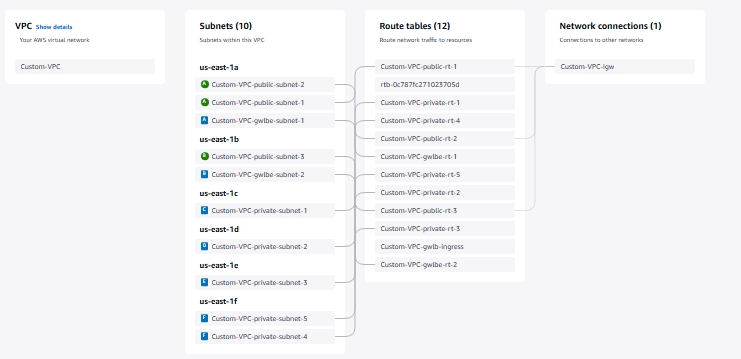 VPC Show details
Your AWS virtual network
Custom-VPC
Subnets (10)
Subnets within this VPC
us-east-1a
A Custom-VPC-public-subnet-2
A Custom-VPC-public-subnet-1
A Custom-VPC-gwlbe-subnet-1
us-east-1b
B Custom-VPC-public-subnet-3
B Custom-VPC-gwlbe-subnet-2
us-east-1c
C Custom-VPC-private-subnet-1
us-east-1d
D Custom-VPC-private-subnet-2
us-east-1e
E Custom-VPC-private-subnet-3
us-east-1f
F Custom-VPC-private-subnet-5
F Custom-VPC-private-subnet-4
Route tables (12)
Route network traffic to resources
Custom-VPC-public-rt-1
rtb-0c787fc271023705d
Custom-VPC-private-rt-1
Custom-VPC-private-rt-4
Custom-VPC-public-rt-2
Custom-VPC-gwlbe-rt-1
Custom-VPC-private-rt-5
Custom-VPC-private-rt-2
Custom-VPC-public-rt-3
Custom-VPC-private-rt-3
Custom-VPC-gwlb-ingress
Custom-VPC-gwlbe-rt-2
Network connections (1)
Connections to other networks
Custom-VPC-igw